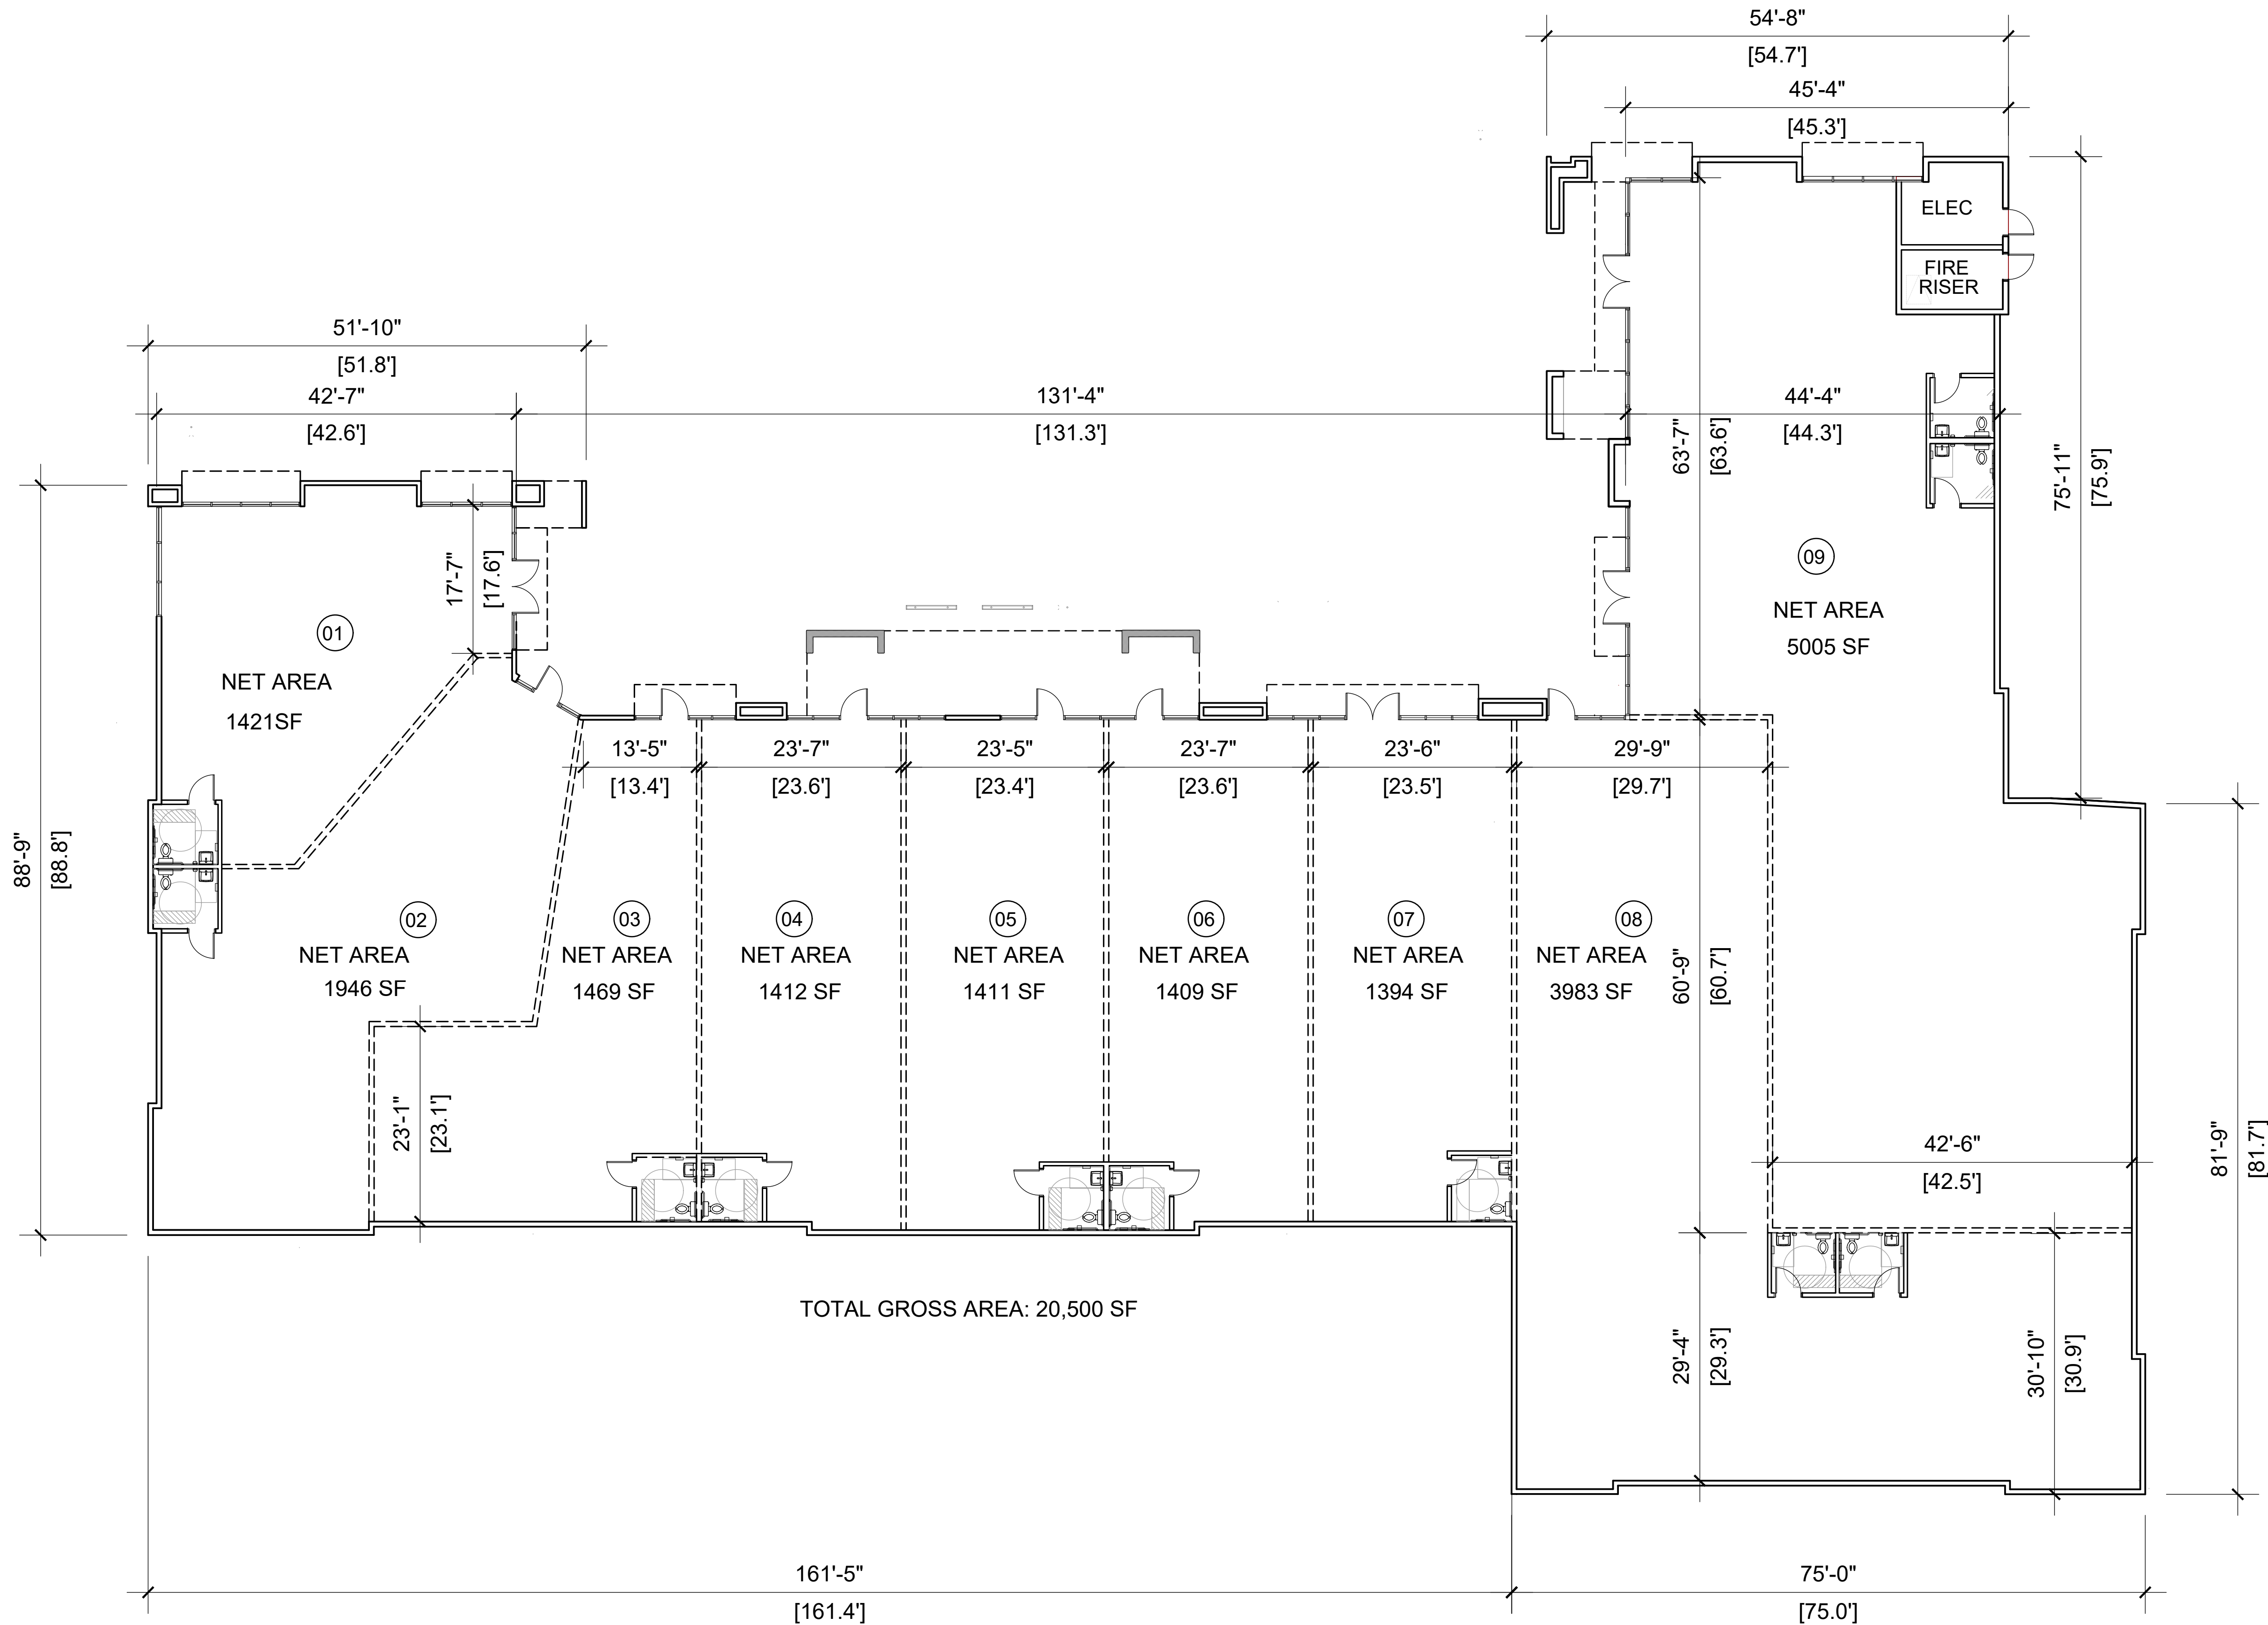 54'-8"
[54.7']
45'-4"
[45.3']
ELEC
FIRE
RISER
51'-10"
[51.8']
42'-7"
[42.6']
131'-4"
[131.3']
44'-4"
[44.3']
63'-7"
[63.6']
75'-11"
[75.9']
17'-7"
[17.6']
01
NET AREA
1421SF
09
NET AREA
5005 SF
13'-5"
[13.4']
23'-7"
[23.6']
23'-5"
[23.4']
23'-7"
[23.6']
23'-6"
[23.5']
29'-9"
[29.7']
88'-9"
[88.8']
02
NET AREA
1946 SF
03
NET AREA
1469 SF
04
NET AREA
1412 SF
05
NET AREA
1411 SF
06
NET AREA
1409 SF
07
NET AREA
1394 SF
08
NET AREA
3983 SF
60'-9"
[60.7']
23'-1"
[23.1']
42'-6"
[42.5']
81'-9"
[81.7']
TOTAL GROSS AREA: 20,500 SF
29'-4"
[29.3']
30'-10"
[30.9']
161'-5"
[161.4']
75'-0"
[75.0']